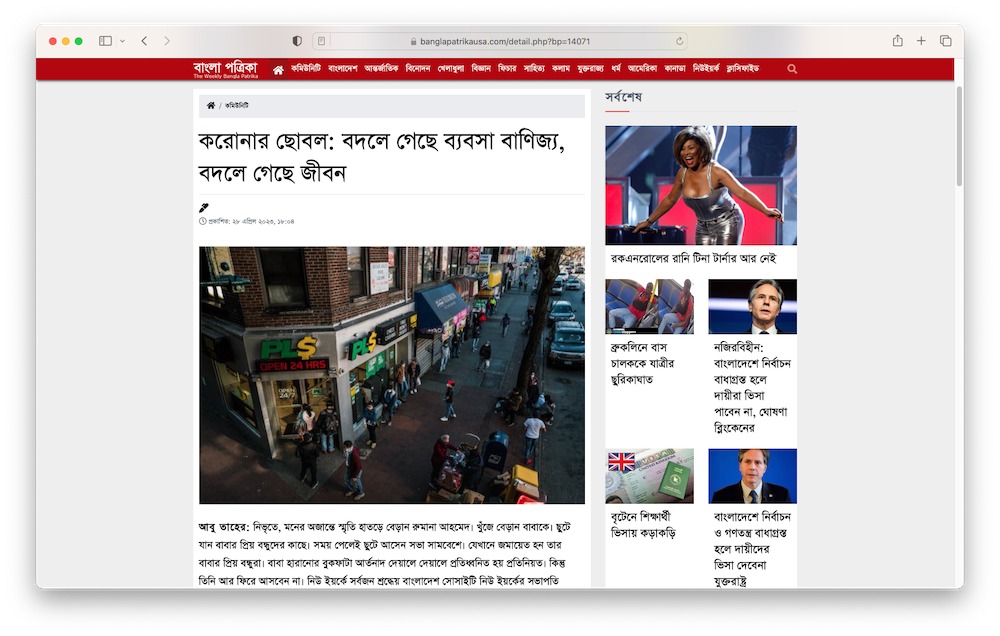 banglapatrikausa.com/detail.php?bp=14071
বাংলা পত্রিকা
The Weekly Bangla Patrika
কমিউনিটি বাংলাদেশ আন্তর্জাতিক বিনোদন খেলাধুলা বিজ্ঞান ফিচার সাহিত্য কলাম যুক্তরাজ্য ধর্ম আমেরিকা কানাডা নিউইয়র্ক ক্লাসিফাইড
/ কমিউনিটি
করোনার ছোবল: বদলে গেছে ব্যবসা বাণিজ্য,
বদলে গেছে জীবন
প্রকাশিত: ২৮ এপ্রিল ২০২৩, ১৮:০৪
PLS
OPEN 24 HRS
PLS
OPEN
24/7
আবু তাহের: নিভৃতে, মনের অজান্তে স্মৃতি হাতড়ে বেড়ান রুমানা আহমেদ। খুঁজে বেড়ান বাবাকে। ছুটে
যান বাবার প্রিয় বন্ধুদের কাছে। সময় পেলেই ছুটে আসেন সভা সামবেশে। যেখানে জমায়েত হন তার
বাবার প্রিয় বন্ধুরা। বাবা হারানোর বুকফাটা আর্তনাদ দেয়ালে দেয়ালে প্রতিধ্বনিত হয় প্রতিনিয়ত। কিন্তু
তিনি আর ফিরে আসবেন না। নিউ ইয়র্কে সর্বজন শ্রদ্ধেয় বাংলাদেশ সোসাইটি নিউ ইয়র্কের সভাপতি
সর্বশেষ
রকএনরোলের রানি টিনা টার্নার আর নেই
ব্রুকলিনে বাস
চালককে যাত্রীর
ছুরিকাঘাত
নজিরবিহীন:
বাংলাদেশে নির্বাচন
বাধাগ্রস্ত হলে
দায়ীরা ভিসা
পাবেন না, ঘোষণা
ব্লিংকেনের
বৃটেনে শিক্ষার্থী
ভিসায় কড়াকড়ি
বাংলাদেশে নির্বাচন
ও গণতন্ত্র বাধাগ্রস্ত
হলে দায়ীদের
ভিসা দেবেনা
যুক্তরাষ্ট্র